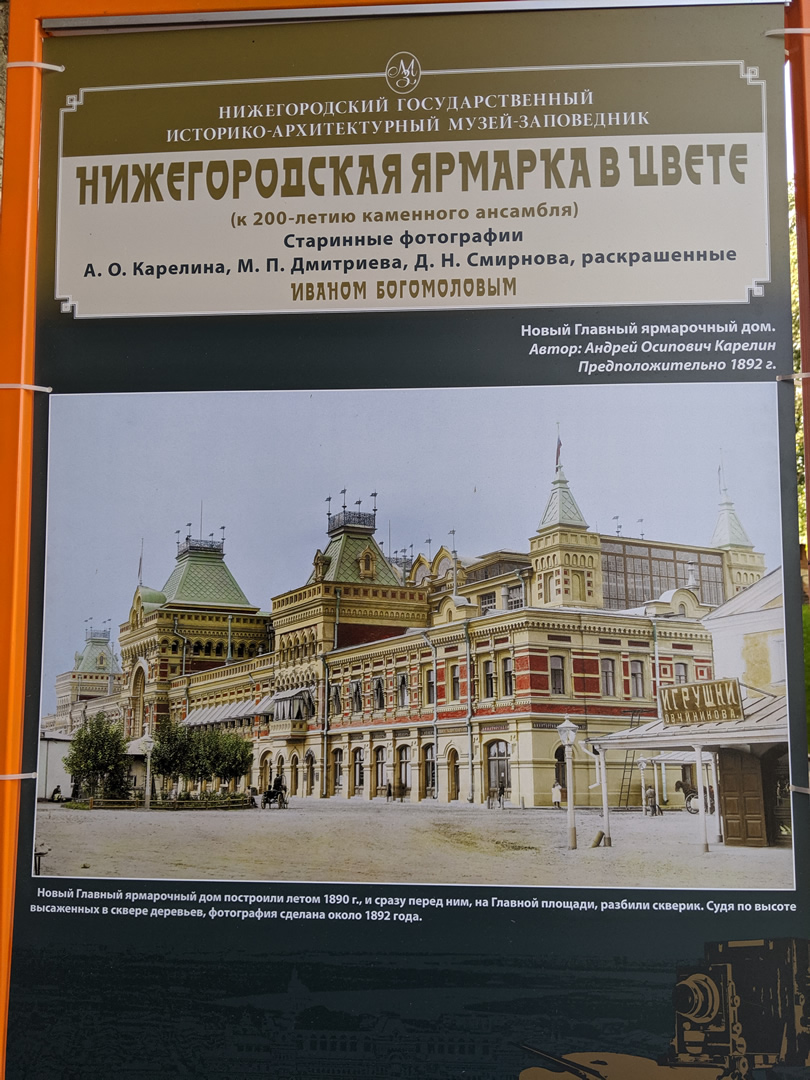 МЗ
НИЖЕГОРОДСКИЙ ГОСУДАРСТВЕННЫЙ
ИСТОРИКО-АРХИТЕКТУРНЫЙ МУЗЕЙ-ЗАПОВЕДНИК
НИЖЕГОРОДСКАЯ ЯРМАРКА В ЦВЕТЕ
(к 200-летию каменного ансамбля)
Старинные фотографии
А. О. Карелина, М. П. Дмитриева, Д. Н. Смирнова, раскрашенные
ИВАНОМ БОГОМОЛОВЫМ
Новый Главный ярмарочный дом.
Автор: Андрей Осипович Карелин
Предположительно 1892 г.
ИГРУШКИ
ОВЧИННИКОВА.
Новый Главный ярмарочный дом построили летом 1890 г., и сразу перед ним, на Главной площади, разбили скверик. Судя по высоте
высаженных в сквере деревьев, фотография сделана около 1892 года.